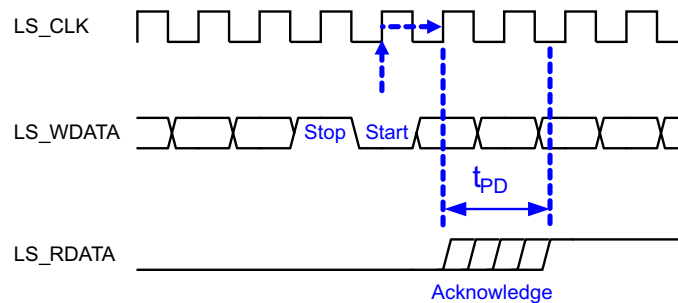 LS_CLK
LS_WDATA
Stop
Start
tPD
LS_RDATA
Acknowledge